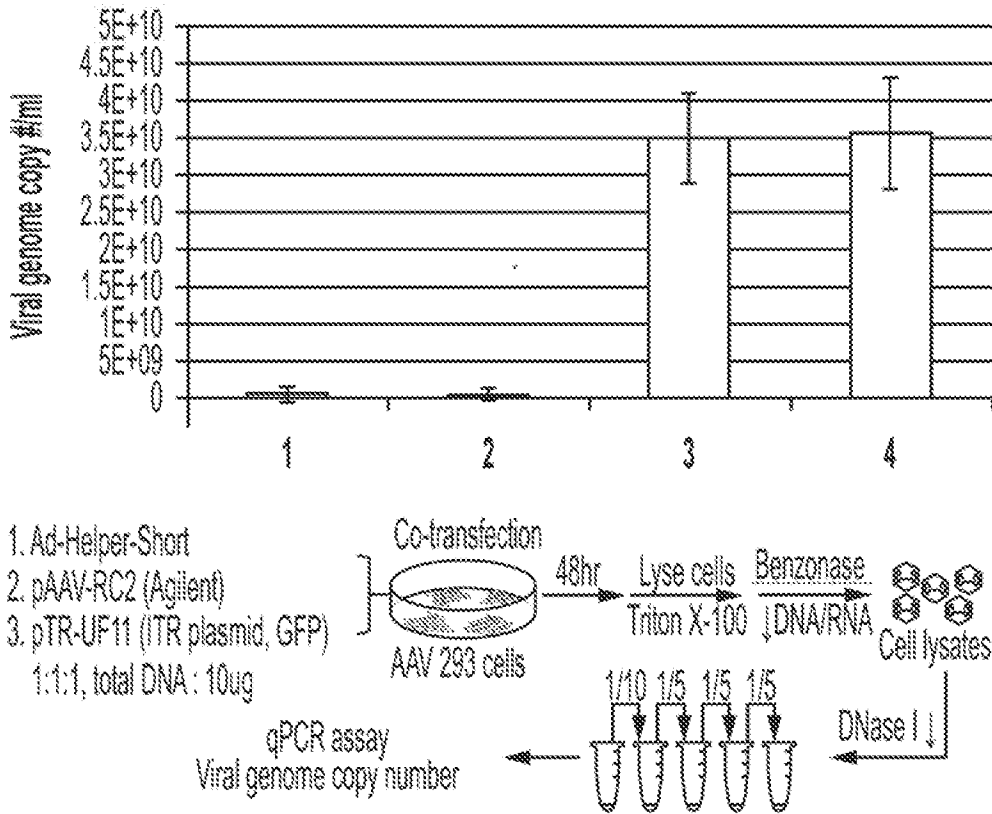 Viral genome copy #/ml
5E+10
4.5E+10
4E+10
3.5E+10
3E+10
2.5E+10
2E+10
1.5E+10
1E+10
5E+09
0
1 2 3 4
1. Ad-Helper-Short
2. pAAV-RC2 (Agilent)
3. pTR-UF11 (ITR plasmid, GFP)
1:1:1, total DNA : 10ug
Co-transfection
AAV 293 cells
48hr
Lyse cells
Triton X-100
Benzonase
↓DNA/RNA
Cell lysates
DNase I ↓
1/10 1/5 1/5 1/5
qPCR assay
Viral genome copy number